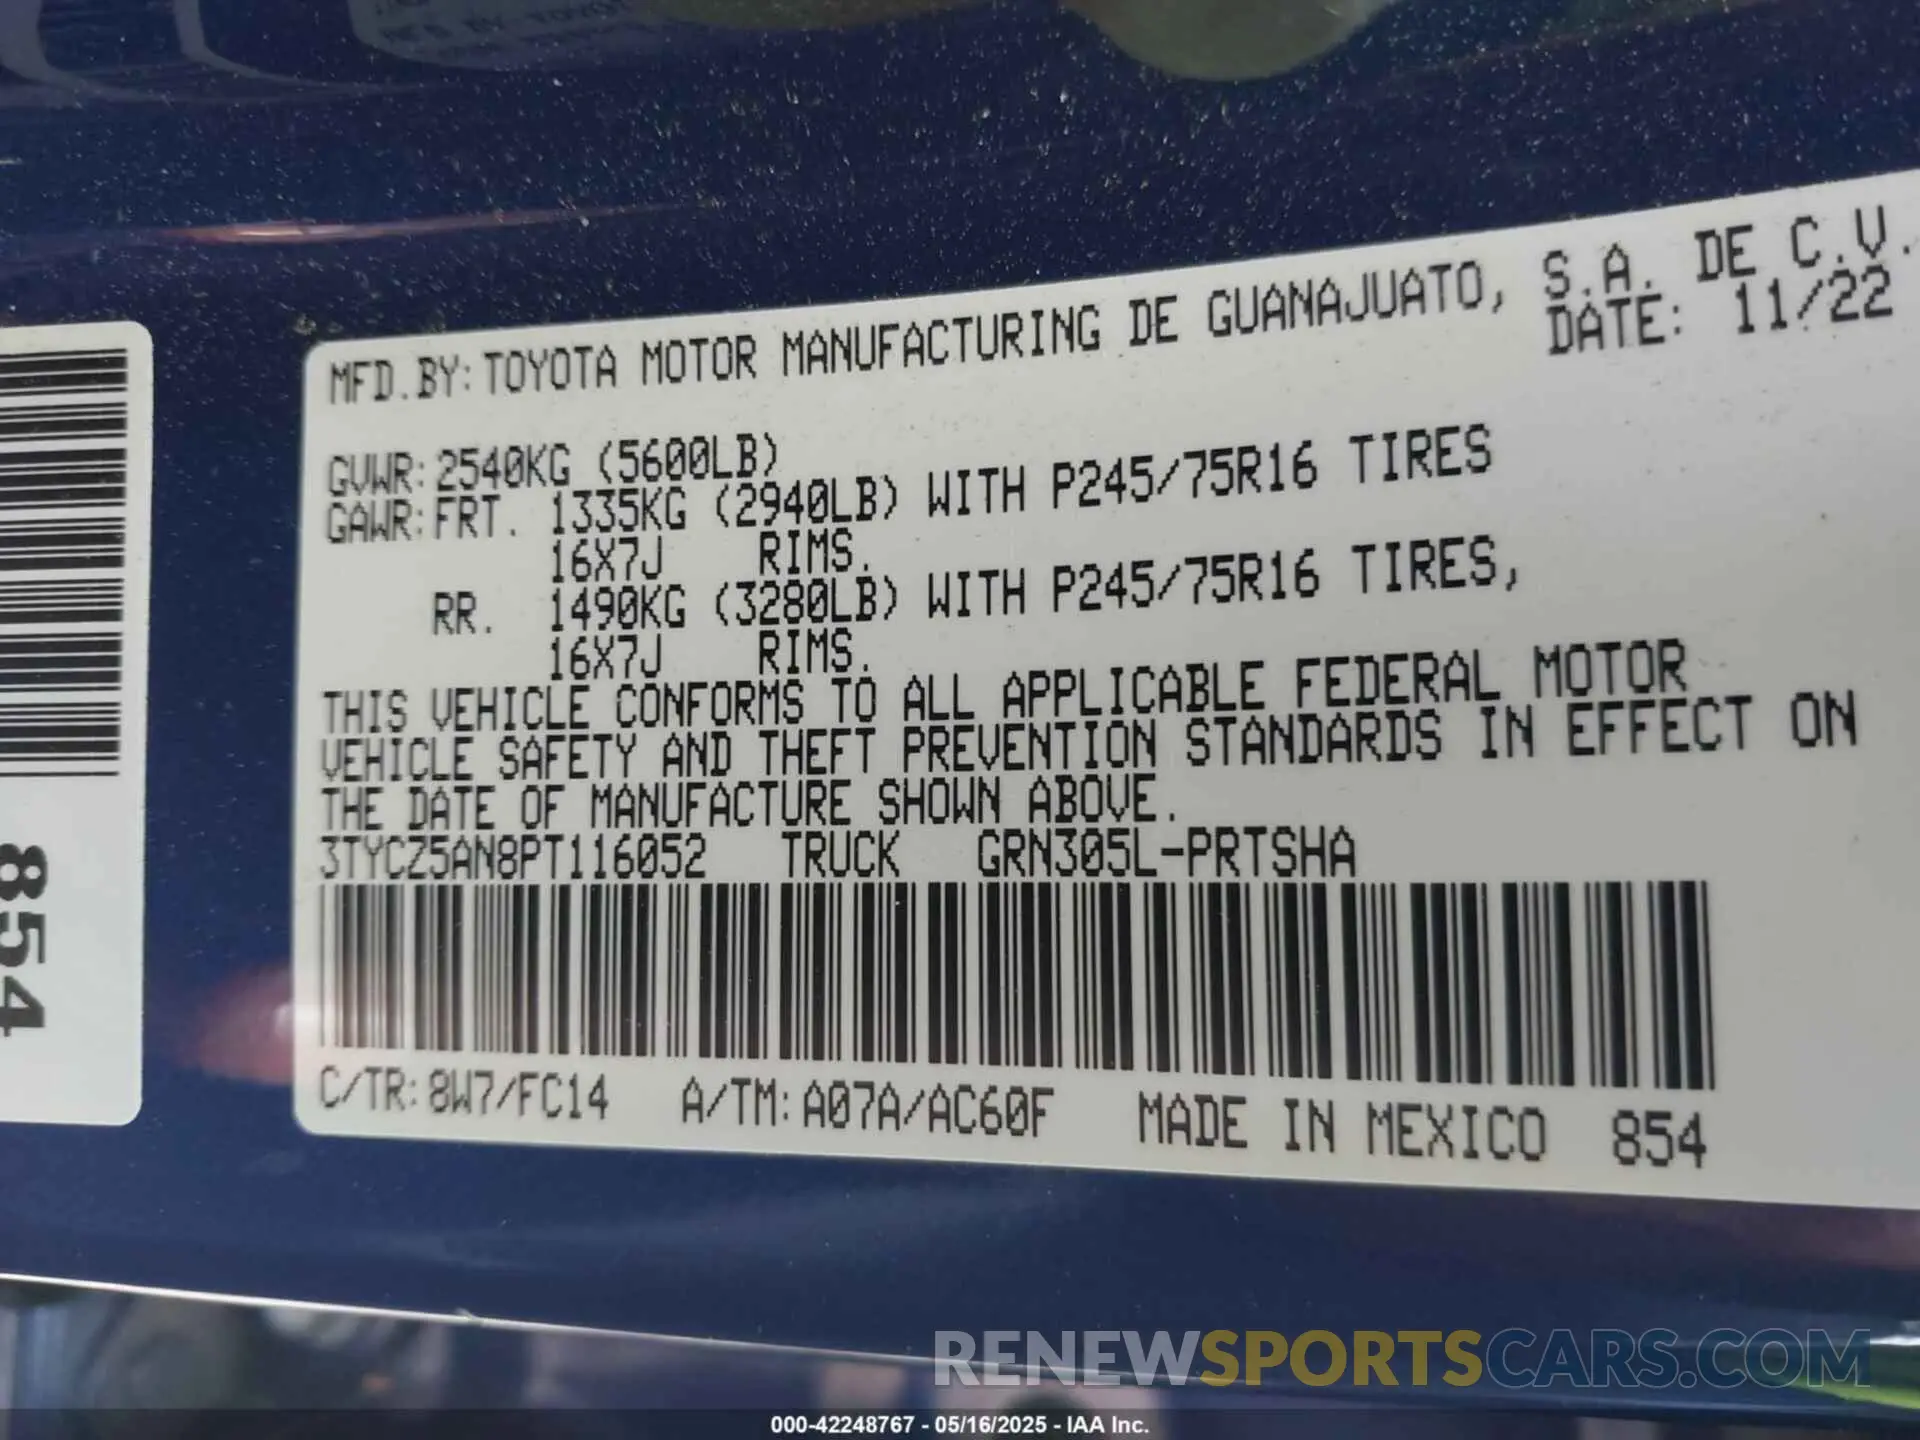 MFD.BY: TOYOTA MOTOR MANUFACTURING DE GUANAJUATO, S.A. DE C.V.
DATE: 11/22
GVWR: 2540KG (5600LB)
GAWR: FRT. 1335KG (2940LB) WITH P245/75R16 TIRES
16X7J RIMS.
RR. 1490KG (3280LB) WITH P245/75R16 TIRES,
16X7J RIMS.
THIS VEHICLE CONFORMS TO ALL APPLICABLE FEDERAL MOTOR
VEHICLE SAFETY AND THEFT PREVENTION STANDARDS IN EFFECT ON
THE DATE OF MANUFACTURE SHOWN ABOVE.
3TYCZ5AN8PT116052 TRUCK GRN305L-PRTSHA
C/TR: 8W7/FC14 A/TM: A07A/AC60F MADE IN MEXICO 854
854
RENEWSPORTSCARS.COM
000-42248767 - 05/16/2025 - IAA Inc.